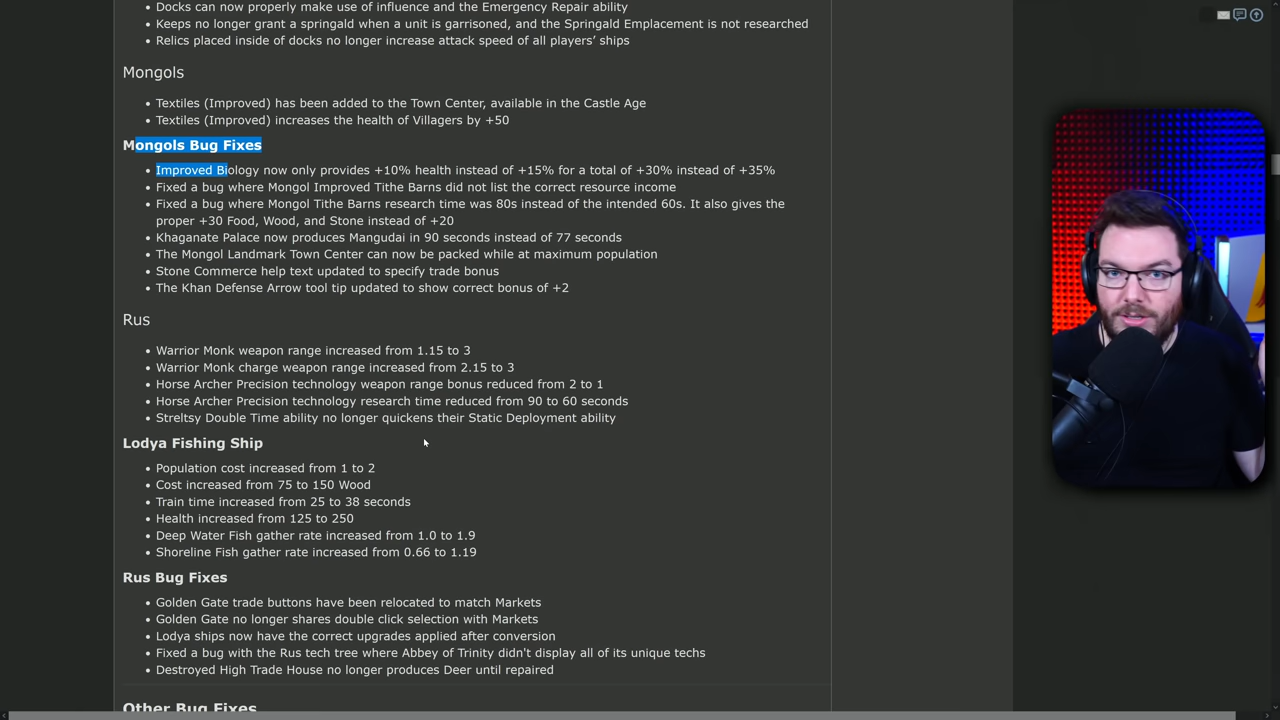 Docks can now properly make use of influence and the Emergency Repair ability
Keeps no longer grant a springald when a unit is garrisoned, and the Springald Emplacement is not researched
Relics placed inside of docks no longer increase attack speed of all players’ ships
Mongols
Textiles (Improved) has been added to the Town Center, available in the Castle Age
Textiles (Improved) increases the health of Villagers by +50
Mongols Bug Fixes
Improved Biology now only provides +10% health instead of +15% for a total of +30% instead of +35%
Fixed a bug where Mongol Improved Tithe Barns did not list the correct resource income
Fixed a bug where Mongol Tithe Barns research time was 80s instead of the intended 60s. It also gives the
proper +30 Food, Wood, and Stone instead of +20
Khaganate Palace now produces Mangudai in 90 seconds instead of 77 seconds
The Mongol Landmark Town Center can now be packed while at maximum population
Stone Commerce help text updated to specify trade bonus
The Khan Defense Arrow tool tip updated to show correct bonus of +2
Rus
Warrior Monk weapon range increased from 1.15 to 3
Warrior Monk charge weapon range increased from 2.15 to 3
Horse Archer Precision technology weapon range bonus reduced from 2 to 1
Horse Archer Precision technology research time reduced from 90 to 60 seconds
Streltsy Double Time ability no longer quickens their Static Deployment ability
Lodya Fishing Ship
Population cost increased from 1 to 2
Cost increased from 75 to 150 Wood
Train time increased from 25 to 38 seconds
Health increased from 125 to 250
Deep Water Fish gather rate increased from 1.0 to 1.9
Shoreline Fish gather rate increased from 0.66 to 1.19
Rus Bug Fixes
Golden Gate trade buttons have been relocated to match Markets
Golden Gate no longer shares double click selection with Markets
Lodya ships now have the correct upgrades applied after conversion
Fixed a bug with the Rus tech tree where Abbey of Trinity didn't display all of its unique techs
Destroyed High Trade House no longer produces Deer until repaired
Other Bug Fixes